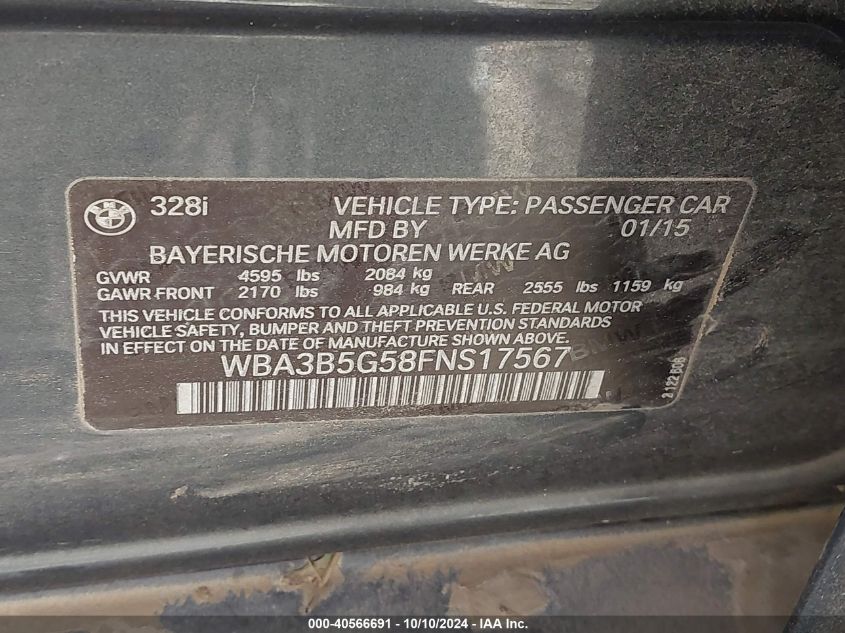 328i VEHICLE TYPE: PASSENGER CAR
MFD BY 01/15
BAYERISCHE MOTOREN WERKE AG
GVWR 4595 lbs 2084 kg
GAWR FRONT 2170 lbs 984 kg REAR 2555 lbs 1159 kg
THIS VEHICLE CONFORMS TO ALL APPLICABLE U.S. FEDERAL MOTOR
VEHICLE SAFETY, BUMPER AND THEFT PREVENTION STANDARDS
IN EFFECT ON THE DATE OF MANUFACTURE SHOWN ABOVE.
WBA3B5G58FNS17567
000-40566691 - 10/10/2024 - IAAI.COM